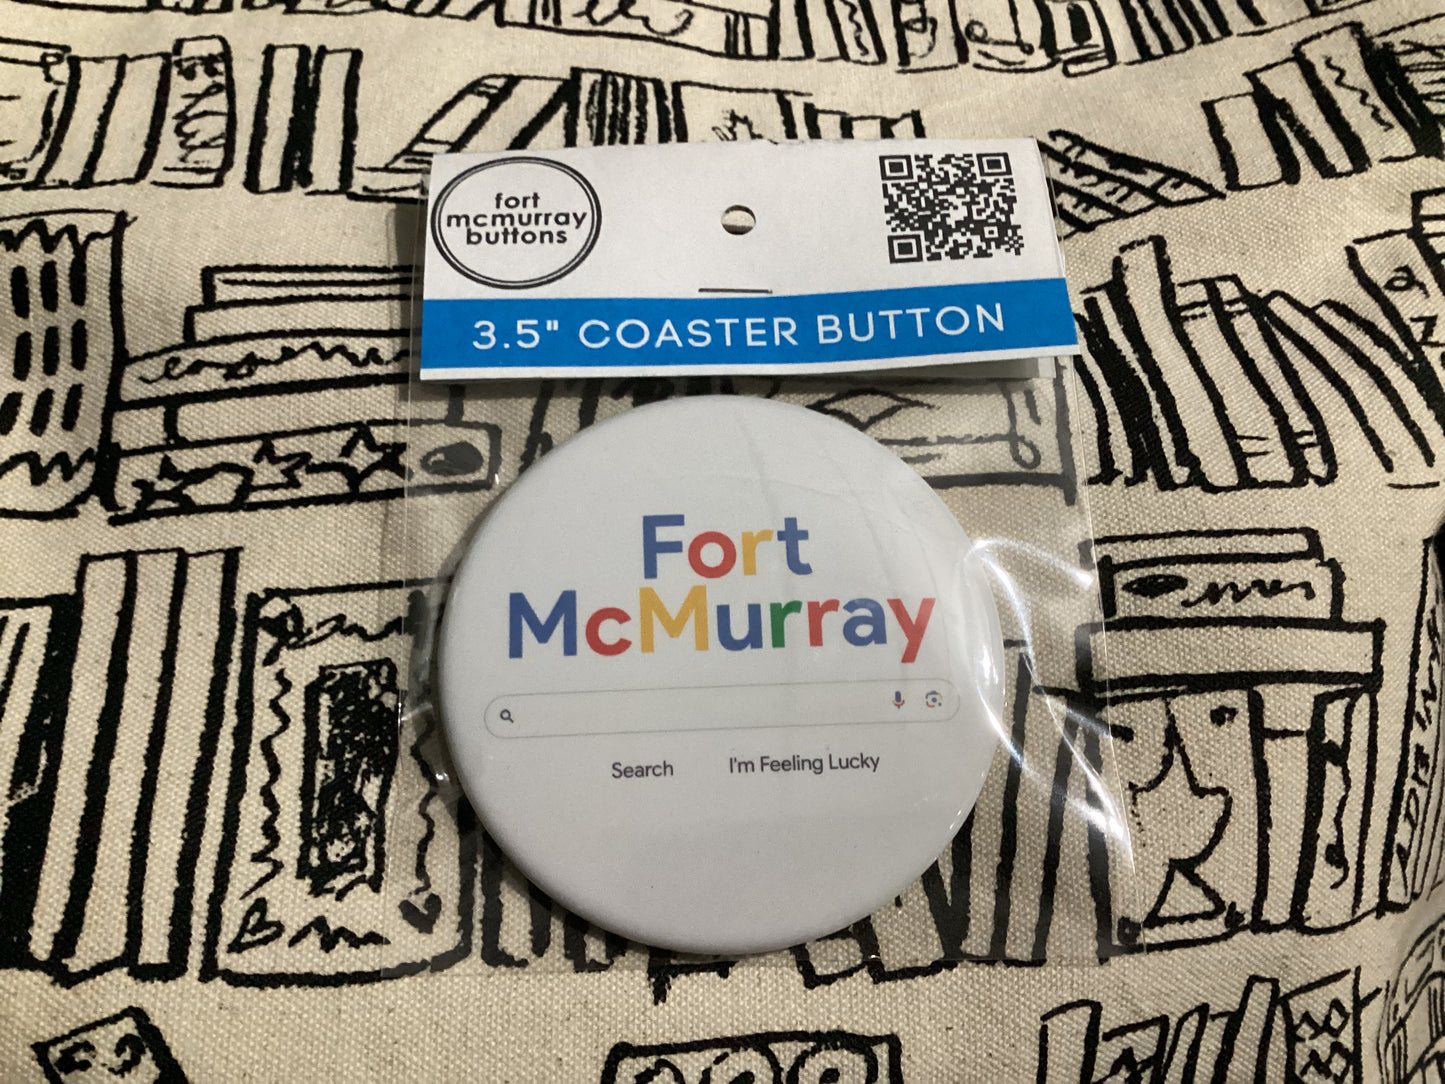 fort
mcmurray
buttons
3.5" COASTER BUTTON
Fort
McMurray
Search I'm Feeling Lucky